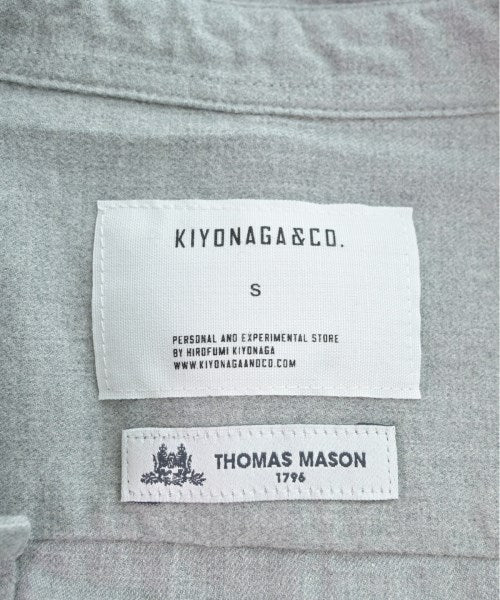 KIYONAGA&CO.
S
PERSONAL AND EXPERIMENTAL STORE
BY HIROFUMI KIYONAGA
WWW.KIYONAGAANDCO.COM
THOMAS MASON
1796